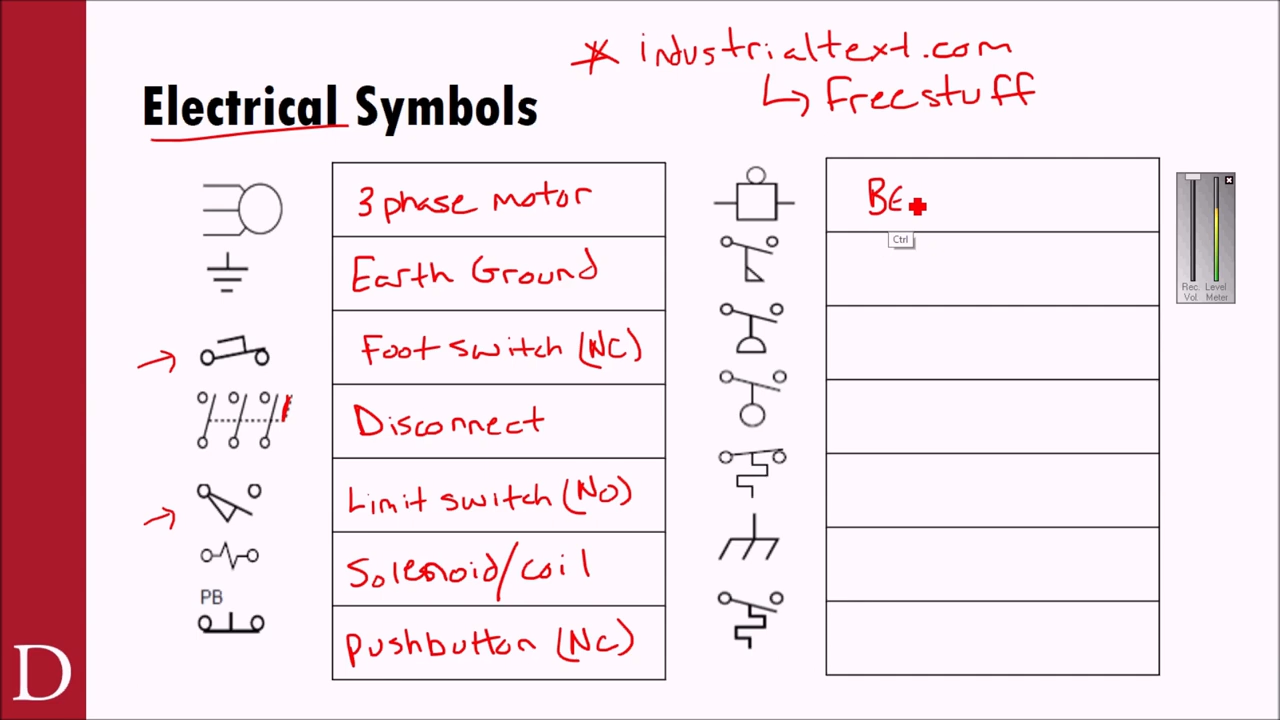 * industrialtext.com
↳ Freestuff
Electrical Symbols
3 phase motor
Earth Ground
Foot switch (NC)
Disconnect
Limit switch (NO)
Solenoid/coil
PB
Pushbutton (NC)
BE
Ctrl
Rec. Vol.
Level Meter
D